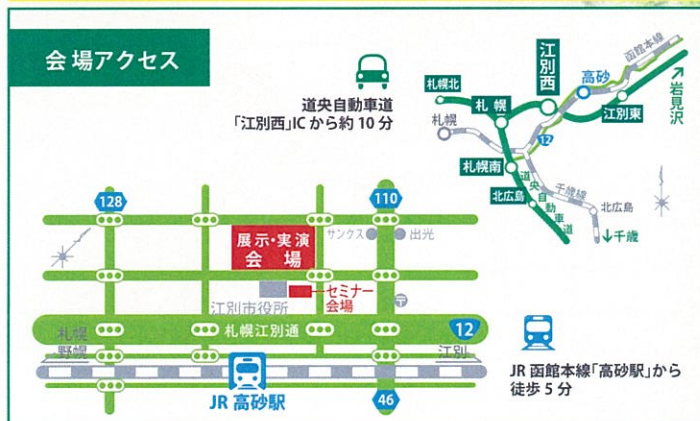 会場アクセス
道央自動車道
「江別西」ICから約10分
札幌北
札幌
札幌
江別西
高砂
函館本線
江別東
岩見沢
12
札幌南
道央自動車道
北広島
千歳線
北広島
↓千歳
128
110
展示・実演
会場
サンクス
出光
江別市役所
セミナー
会場
〒
札幌
野幌
札幌江別通
12
江別
JR 高砂駅
46
JR 函館本線「高砂駅」から
徒歩5分